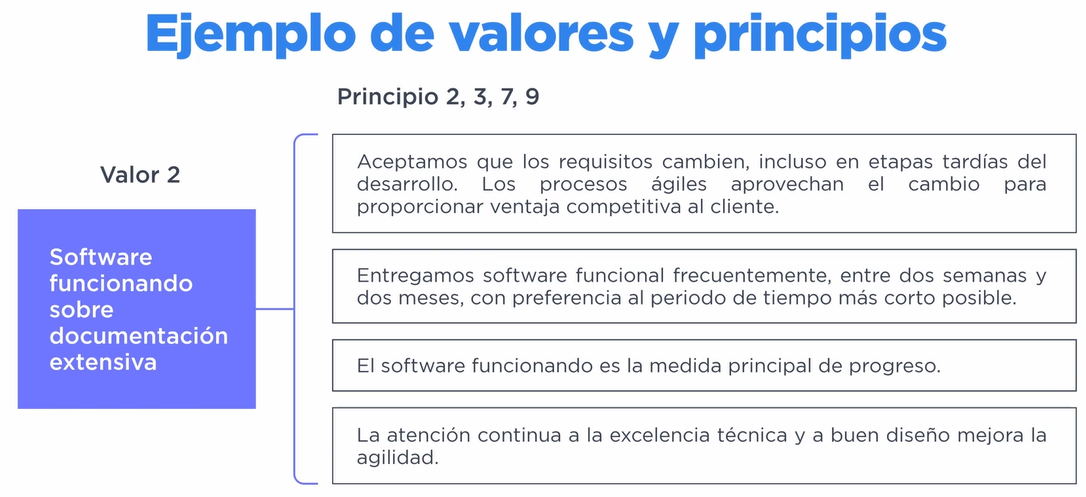 Ejemplo de valores y principios
Principio 2, 3, 7, 9
Valor 2
Software
funcionando
sobre
documentación
extensiva
Aceptamos que los requisitos cambien, incluso en etapas tardías del
desarrollo. Los procesos ágiles aprovechan el cambio para
proporcionar ventaja competitiva al cliente.
Entregamos software funcional frecuentemente, entre dos semanas y
dos meses, con preferencia al periodo de tiempo más corto posible.
El software funcionando es la medida principal de progreso.
La atención continua a la excelencia técnica y a buen diseño mejora la
agilidad.